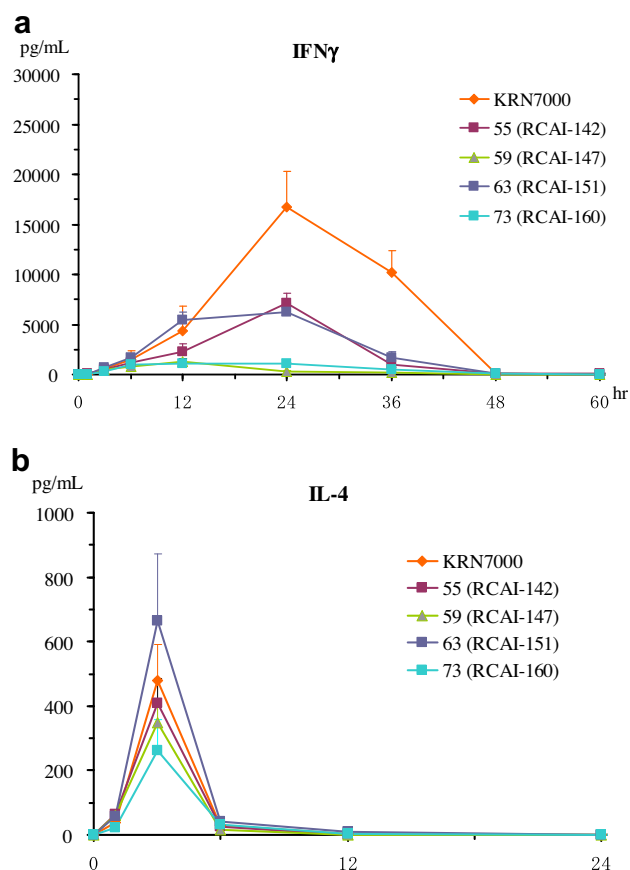 a
pg/mL
IFNγ
30000
25000
20000
15000
10000
5000
0
KRN7000
55 (RCAI-142)
59 (RCAI-147)
63 (RCAI-151)
73 (RCAI-160)
0 12 24 36 48 60 hr
b
pg/mL
IL-4
1000
800
600
400
200
0
KRN7000
55 (RCAI-142)
59 (RCAI-147)
63 (RCAI-151)
73 (RCAI-160)
0 12 24